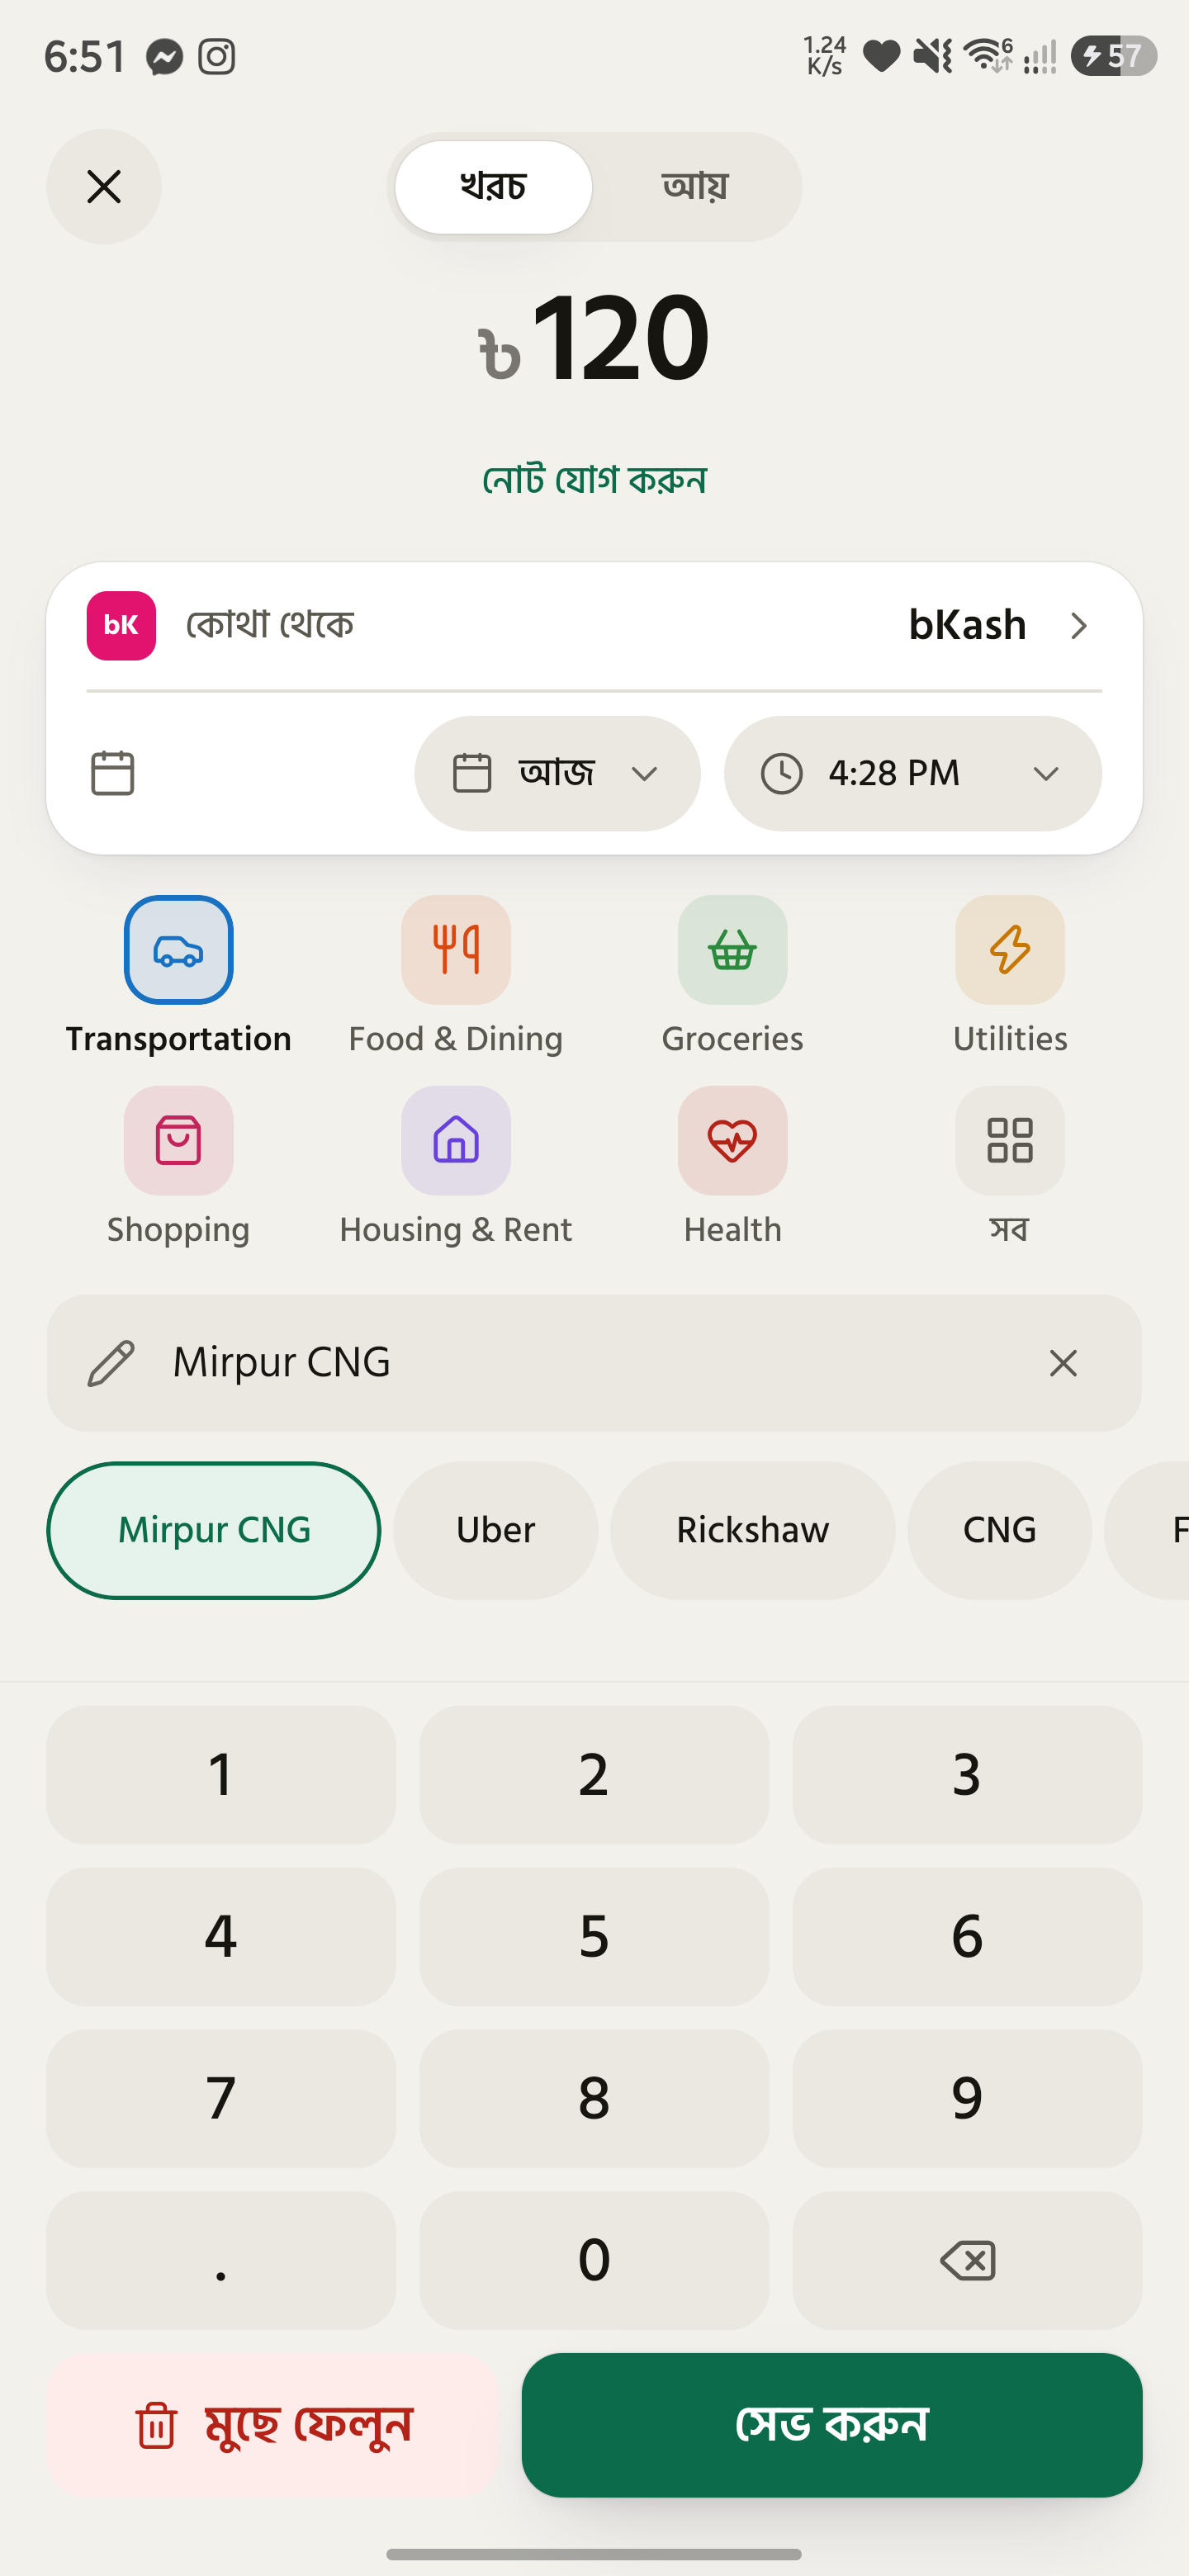 6:51 1.24 K/s 6 57
খরচ আয়
৳120
নোট যোগ করুন
bK কোথা থেকে bKash
আজ 4:28 PM
Transportation Food & Dining Groceries Utilities
Shopping Housing & Rent Health সব
Mirpur CNG
Mirpur CNG Uber Rickshaw CNG F
1 2 3
4 5 6
7 8 9
. 0
মুছে ফেলুন সেভ করুন